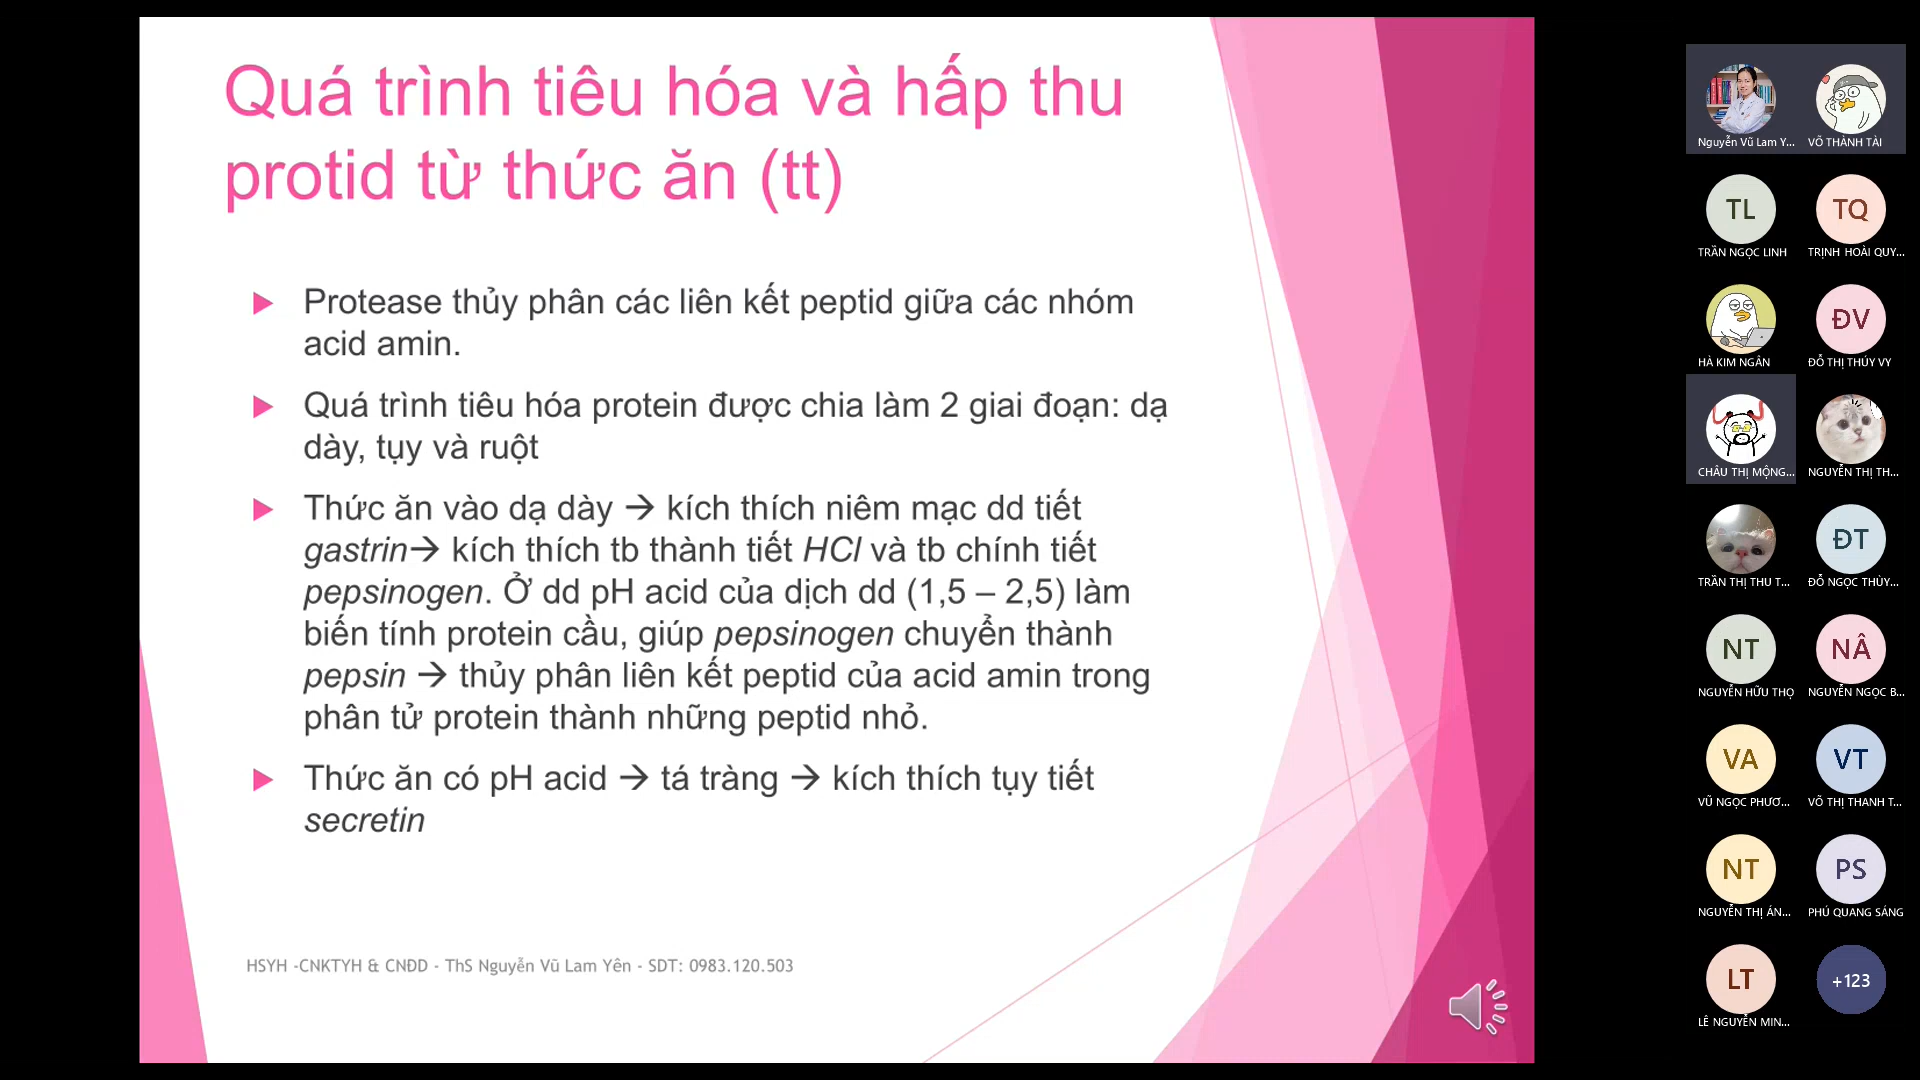 Quá trình tiêu hóa và hấp thu
protid từ thức ăn (tt)
Protease thủy phân các liên kết peptid giữa các nhóm
acid amin.
Quá trình tiêu hóa protein được chia làm 2 giai đoạn: dạ
dày, tụy và ruột
Thức ăn vào dạ dày → kích thích niêm mạc dd tiết
gastrin→ kích thích tb thành tiết HCl và tb chính tiết
pepsinogen. Ở dd pH acid của dịch dd (1,5 – 2,5) làm
biến tính protein cầu, giúp pepsinogen chuyển thành
pepsin → thủy phân liên kết peptid của acid amin trong
phân tử protein thành những peptid nhỏ.
Thức ăn có pH acid → tá tràng → kích thích tụy tiết
secretin
HSYH -CNKTYH & CNĐD - ThS Nguyễn Vũ Lam Yên - SDT: 0983.120.503
Nguyễn Vũ Lam Y...
VÕ THÀNH TÀI
TL
TQ
TRẦN NGỌC LINH
TRỊNH HOÀI QUY...
ĐV
HÀ KIM NGÂN
ĐỖ THỊ THÚY VY
CHÂU THỊ MỘNG...
NGUYỄN THỊ TH...
ĐT
TRẦN THỊ THU T...
ĐỖ NGỌC THÙY...
NT
NÂ
NGUYỄN HỮU THỌ
NGUYỄN NGỌC B...
VA
VT
VŨ NGỌC PHƯƠ...
VÕ THỊ THANH T...
NT
PS
NGUYỄN THỊ ÁN...
PHÚ QUANG SÁNG
LT
+123
LÊ NGUYỄN MIN...